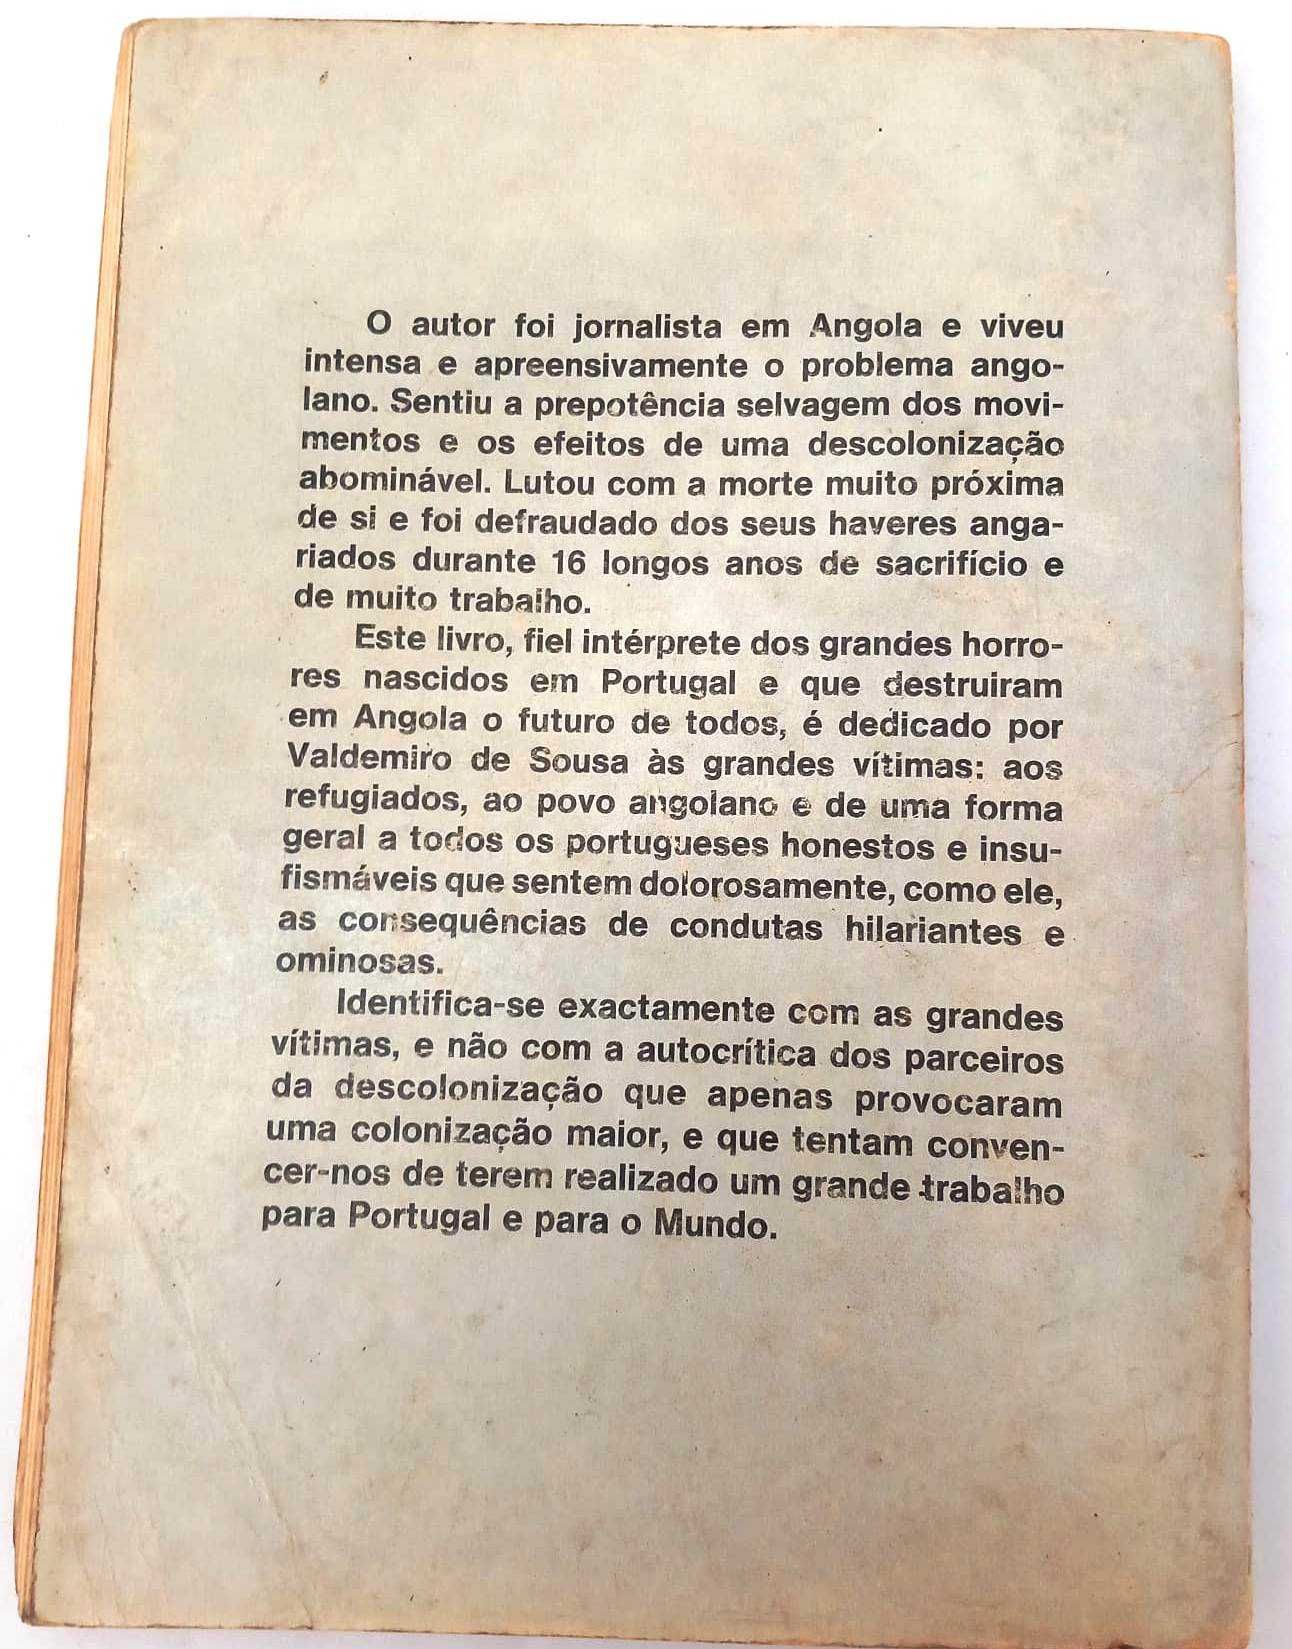 O autor foi jornalista em Angola e viveu
intensa e apreensivamente o problema ango-
lano. Sentiu a prepotência selvagem dos movi-
mentos e os efeitos de uma descolonização
abominável. Lutou com a morte muito próxima
de si e foi defraudado dos seus haveres anga-
riados durante 16 longos anos de sacrifício e
de muito trabalho.
Este livro, fiel intérprete dos grandes horro-
res nascidos em Portugal e que destruiram
em Angola o futuro de todos, é dedicado por
Valdemiro de Sousa às grandes vítimas: aos
refugiados, ao povo angolano e de uma forma
geral a todos os portugueses honestos e insu-
fismáveis que sentem dolorosamente, como ele,
as consequências de condutas hilariantes e
ominosas.
Identifica-se exactamente com as grandes
vítimas, e não com a autocrítica dos parceiros
da descolonização que apenas provocaram
uma colonização maior, e que tentam conven-
cer-nos de terem realizado um grande trabalho
para Portugal e para o Mundo.